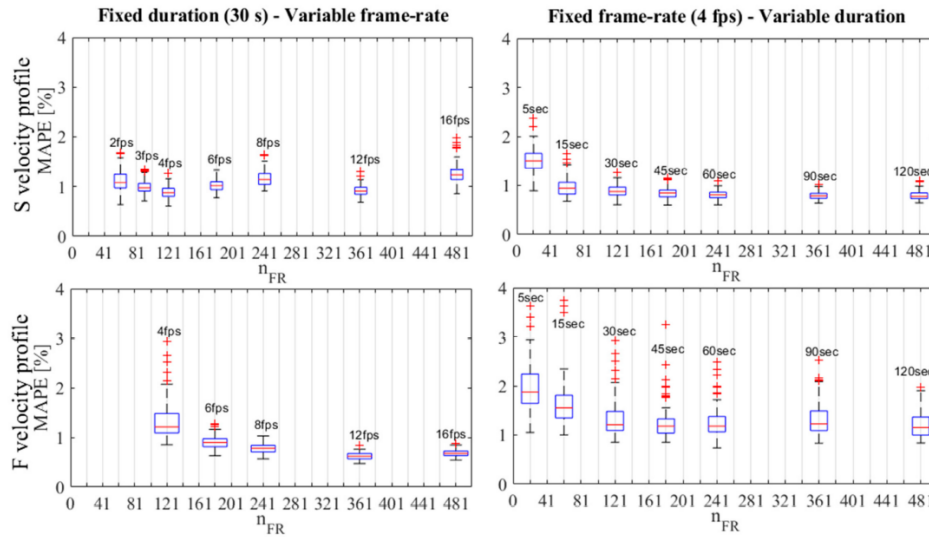 Fixed duration (30 s) - Variable frame-rate
Fixed frame-rate (4 fps) - Variable duration
S velocity profile
MAPE [%]
4
3
2
1
0
2fps
3fps
4fps
6fps
8fps
12fps
16fps
0 41 81 121 161 201 241 281 321 361 401 441 481
n_FR
4
3
2
1
0
5sec
15sec
30sec
45sec
60sec
90sec
120sec
0 41 81 121 161 201 241 281 321 361 401 441 481
n_FR
F velocity profile
MAPE [%]
4
3
2
1
0
4fps
6fps
8fps
12fps
16fps
0 41 81 121 161 201 241 281 321 361 401 441 481
n_FR
4
3
2
1
0
5sec
15sec
30sec
45sec
60sec
90sec
120sec
0 41 81 121 161 201 241 281 321 361 401 441 481
n_FR